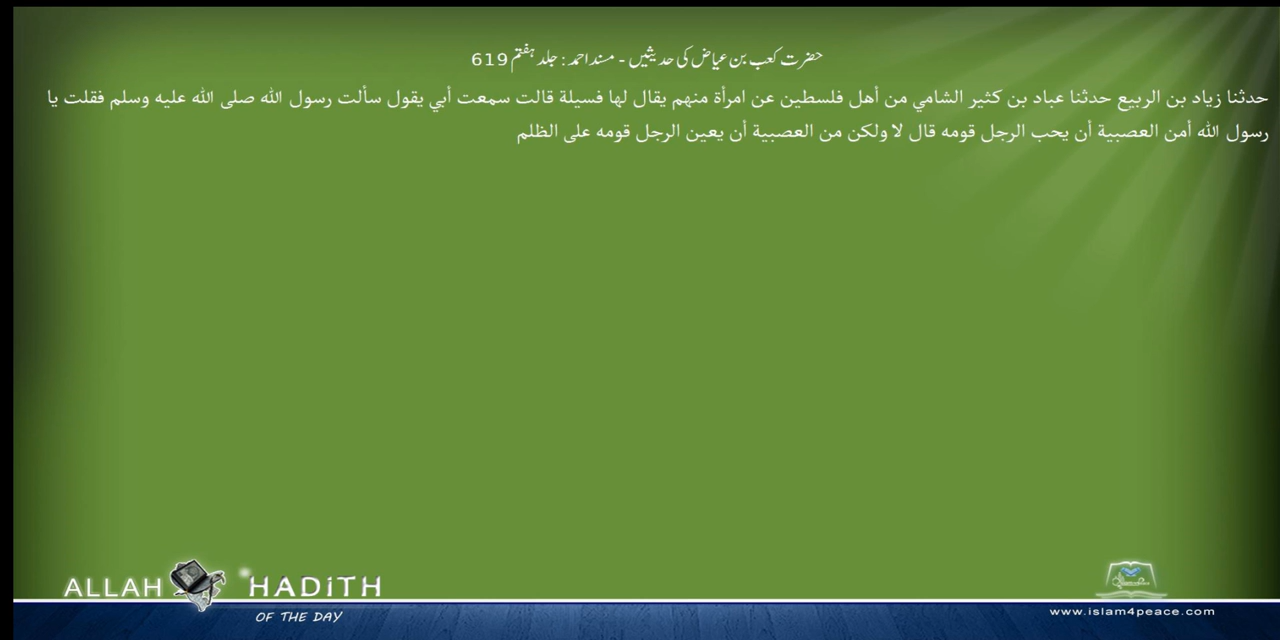 حضرت کعب بن عیاض کی حدیثیں - مسند احمد : جلد ہفتم 619
حدثنا زياد بن الربيع حدثنا عباد بن كثير الشامي من أهل فلسطين عن امرأة منهم يقال لها فسيلة قالت سمعت أبي يقول سألت رسول الله صلى الله عليه وسلم فقلت يا
رسول الله أمن العصبية أن يحب الرجل قومه قال لا ولكن من العصبية أن يعين الرجل قومه على الظلم
ALLAH HADITH
OF THE DAY
www.islam4peace.com